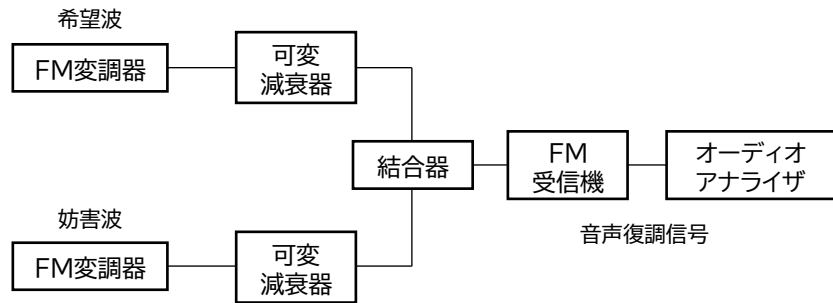 希望波
FM変調器
可変
減衰器
結合器
FM
受信機
オーディオ
アナライザ
音声復調信号
妨害波
FM変調器
可変
減衰器